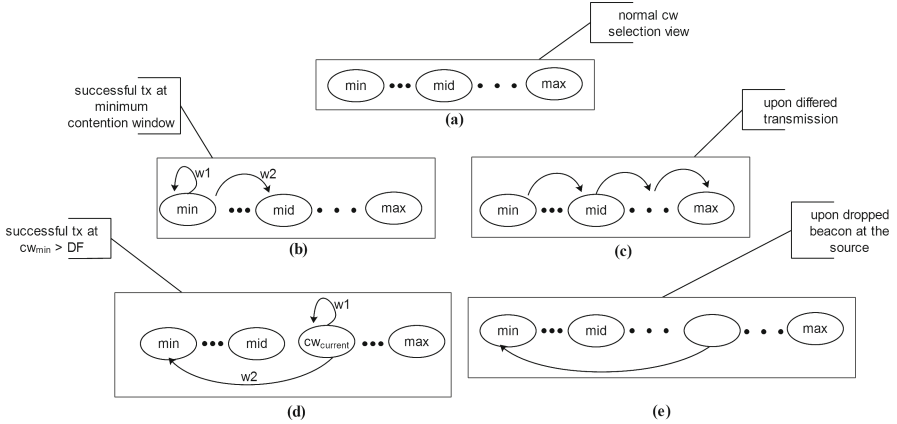 normal cw
selection view
min
mid
max
(a)
successful tx at
minimum
contention window
w1
w2
min
mid
max
(b)
upon differed
transmission
min
mid
max
(c)
successful tx at
cwmin > DF
w1
min
mid
cwcurrent
max
w2
(d)
upon dropped
beacon at the
source
min
mid
max
(e)